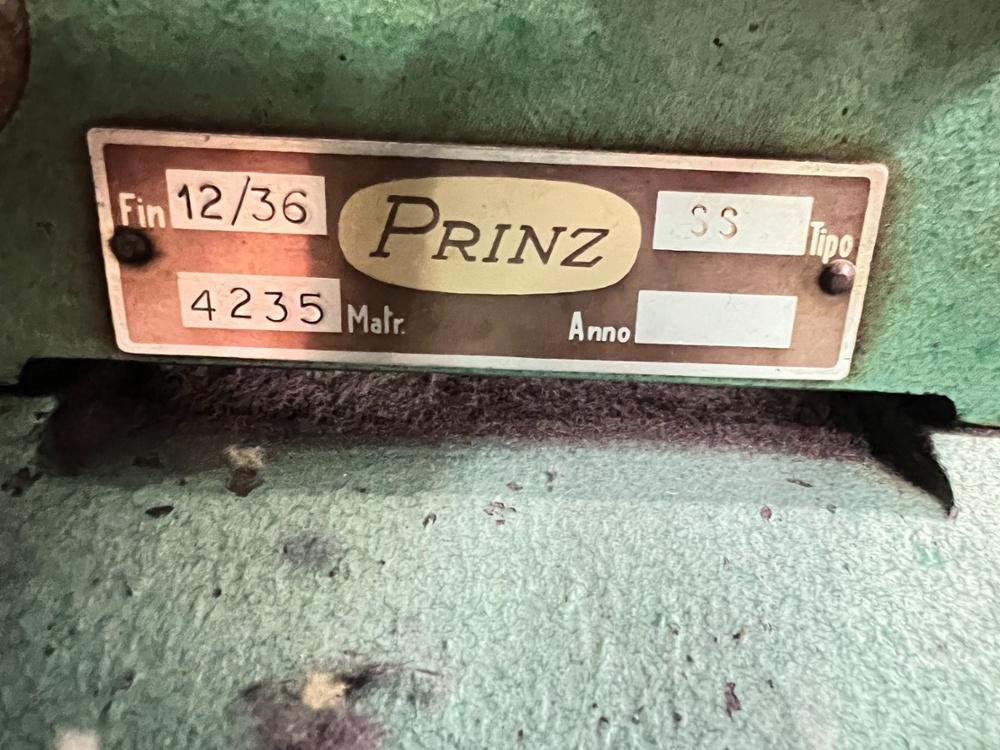 Fin 12/36 PRINZ SS Tipo
4235 Matr. Anno